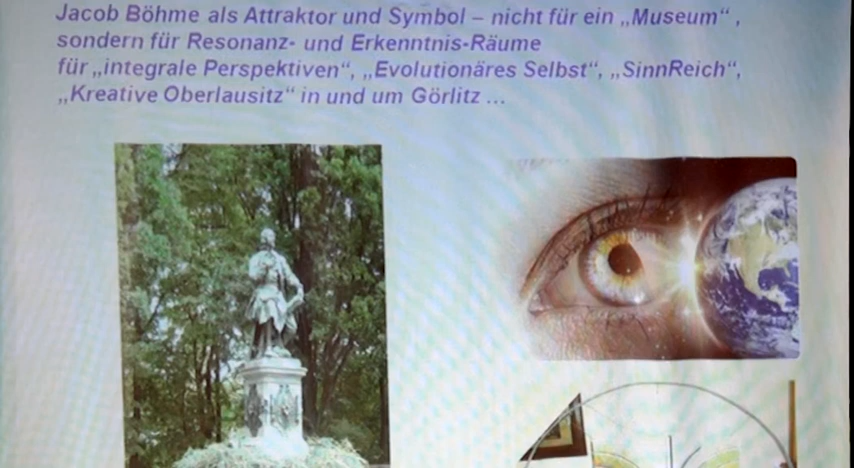 Jacob Böhme als Attraktor und Symbol – nicht für ein „Museum“ ,
sondern für Resonanz- und Erkenntnis-Räume
für „integrale Perspektiven“, „Evolutionäres Selbst“, „SinnReich“,
„Kreative Oberlausitz“ in und um Görlitz ...